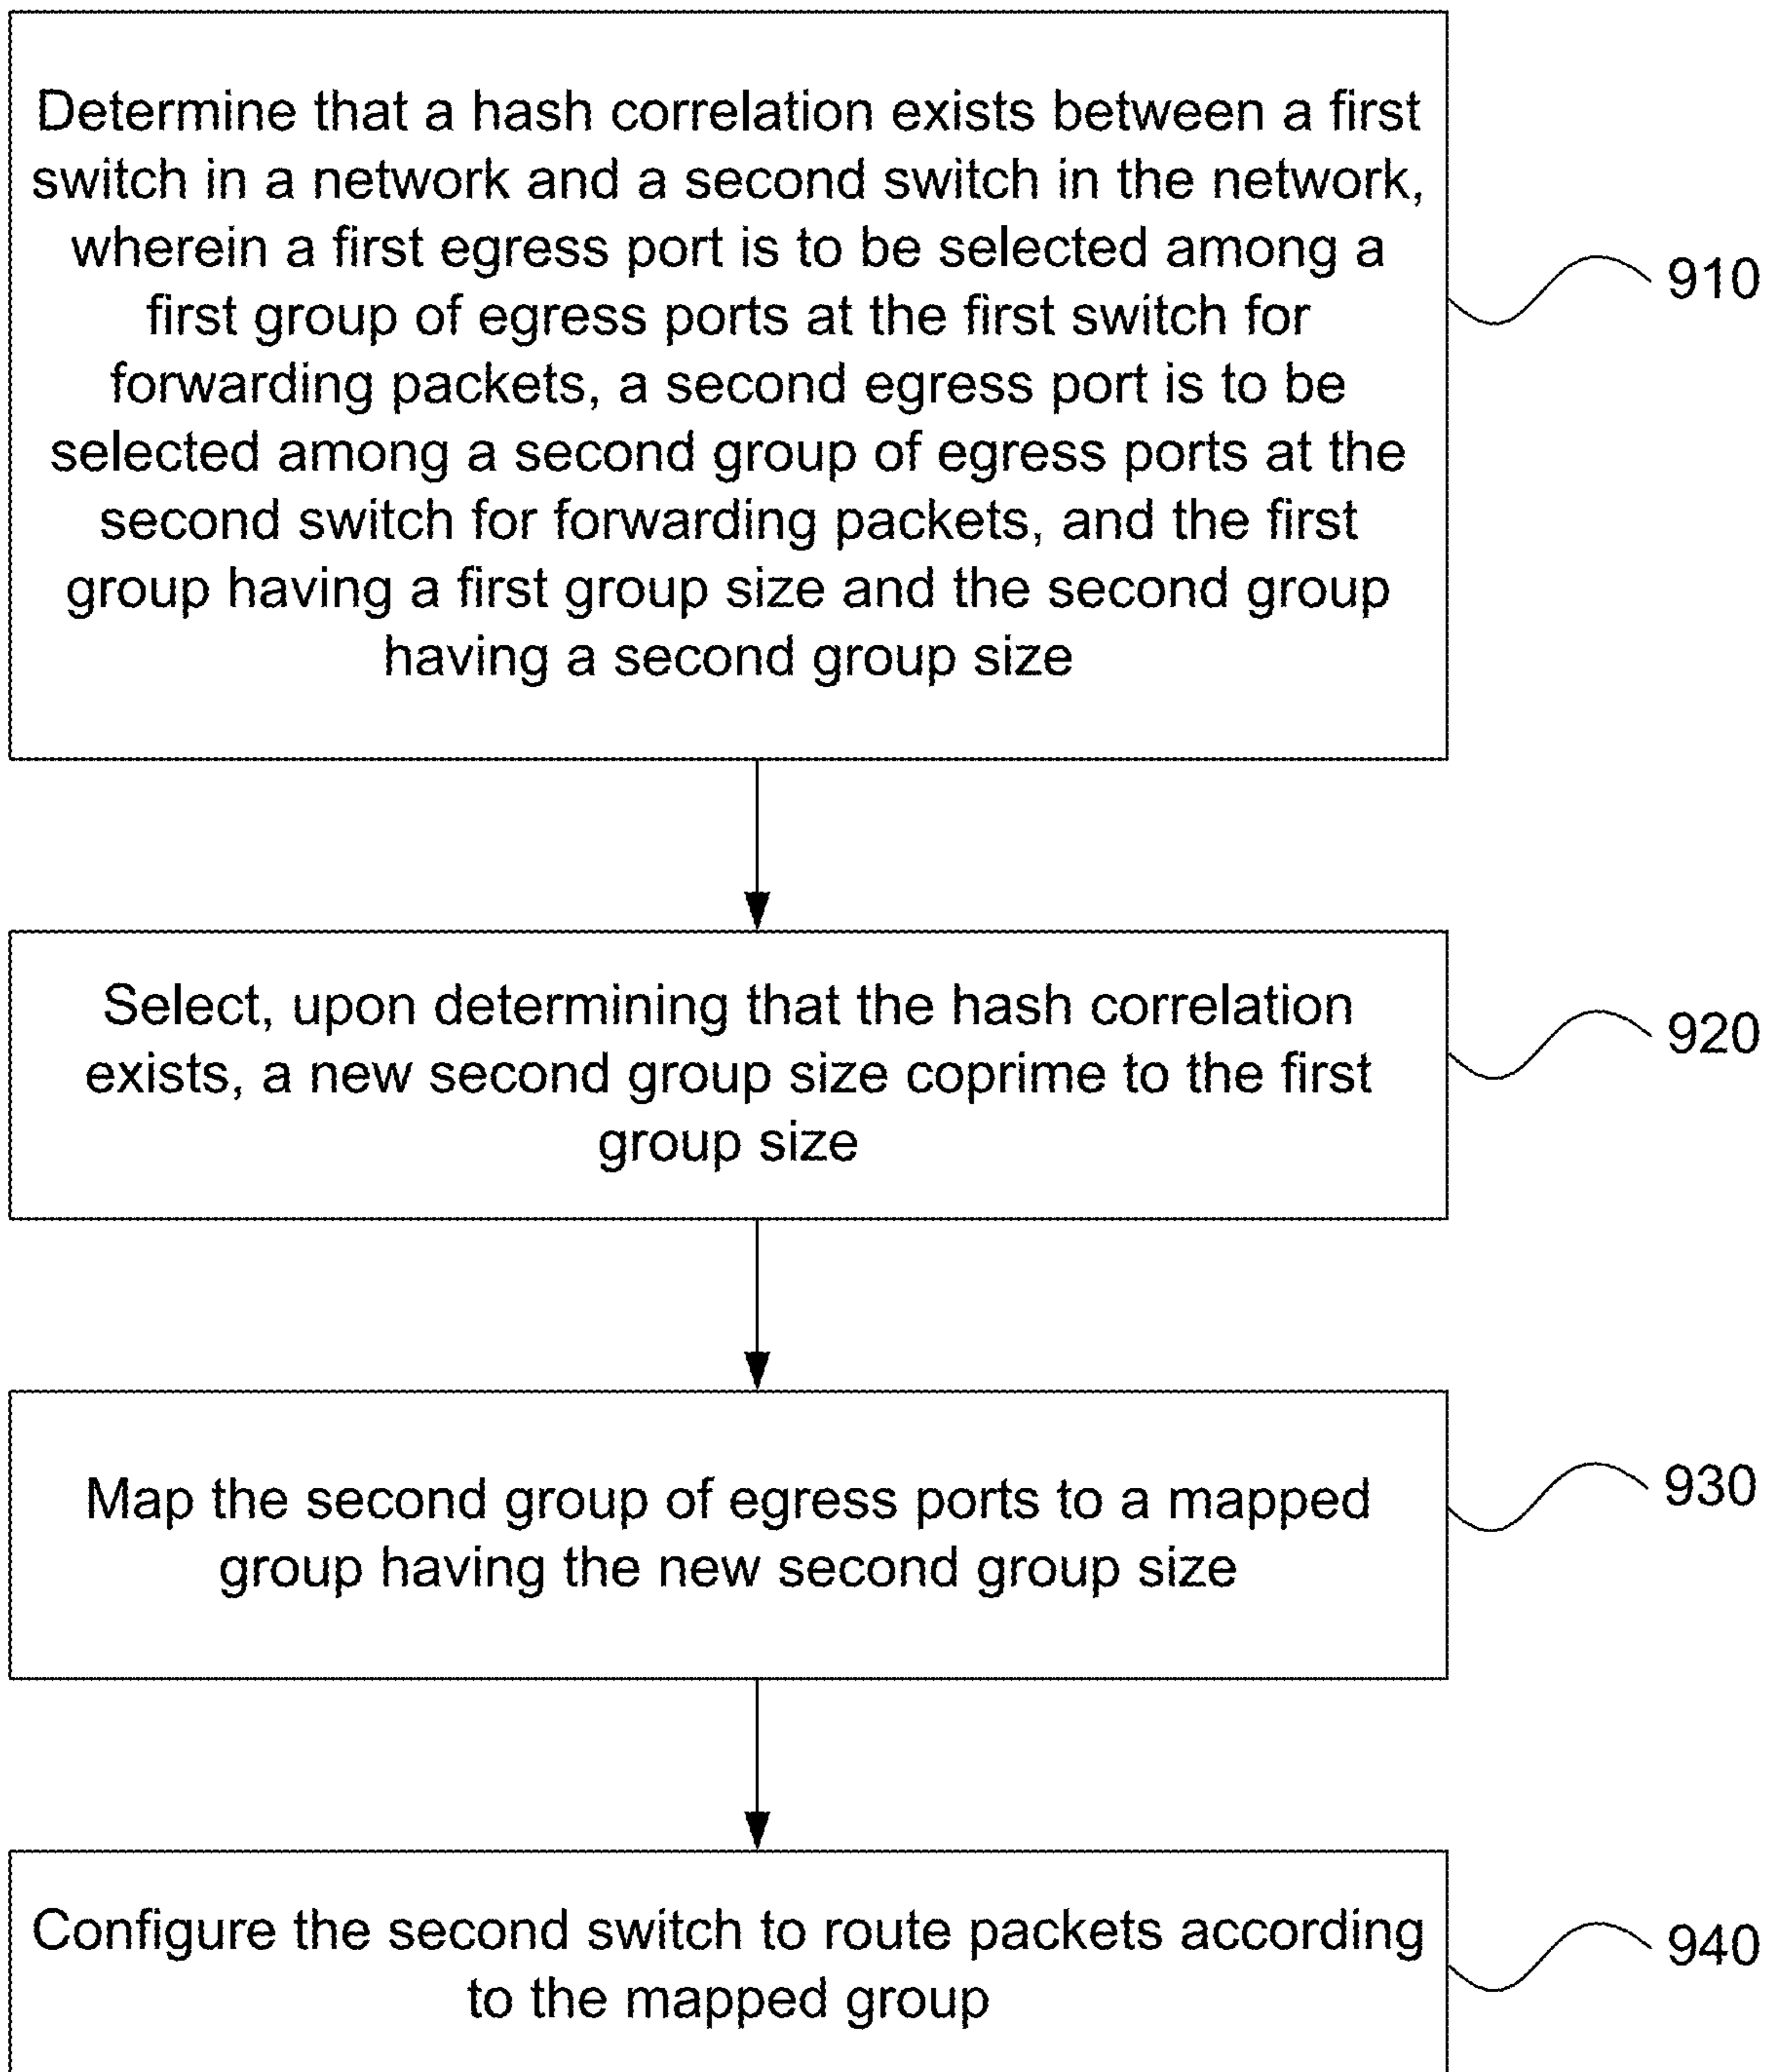 Determine that a hash correlation exists between a first
switch in a network and a second switch in the network,
wherein a first egress port is to be selected among a
first group of egress ports at the first switch for
forwarding packets, a second egress port is to be
selected among a second group of egress ports at the
second switch for forwarding packets, and the first
group having a first group size and the second group
having a second group size
910
Select, upon determining that the hash correlation
exists, a new second group size coprime to the first
group size
920
Map the second group of egress ports to a mapped
group having the new second group size
930
Configure the second switch to route packets according
to the mapped group
940